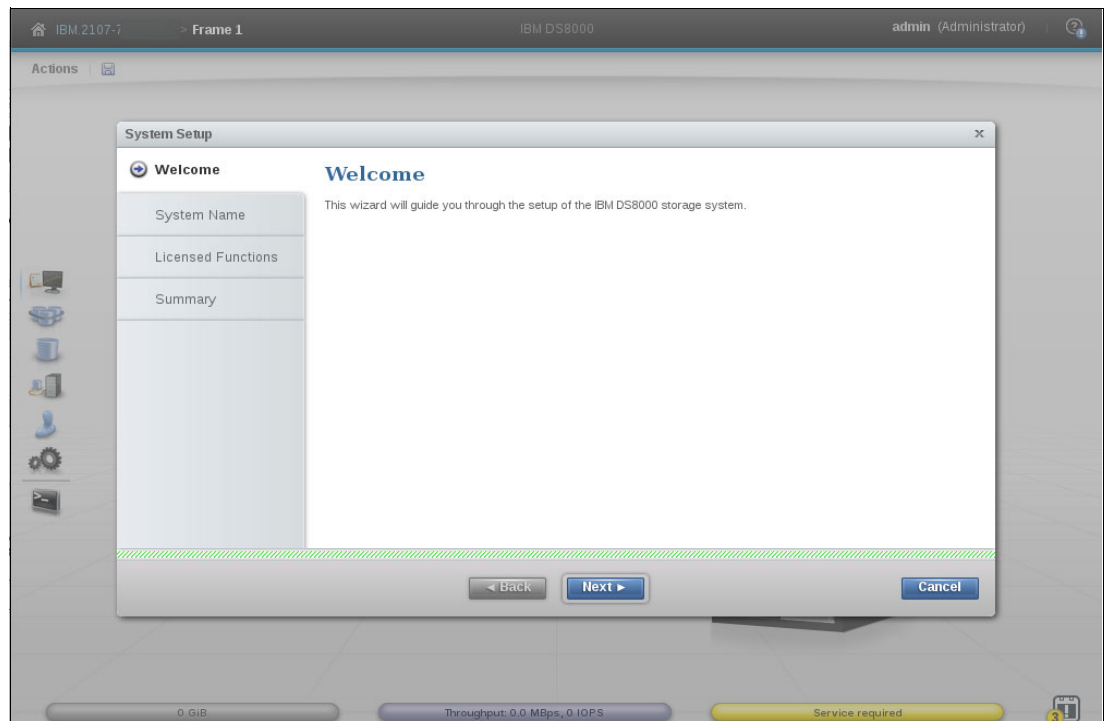 IBM.2107-7 > Frame 1
IBM DS8000
admin (Administrator)
Actions
System Setup
Welcome
System Name
Licensed Functions
Summary
Welcome
This wizard will guide you through the setup of the IBM DS8000 storage system.
Back
Next
Cancel
0 GiB
Throughput: 0.0 MBps, 0 IOPS
Service required
3